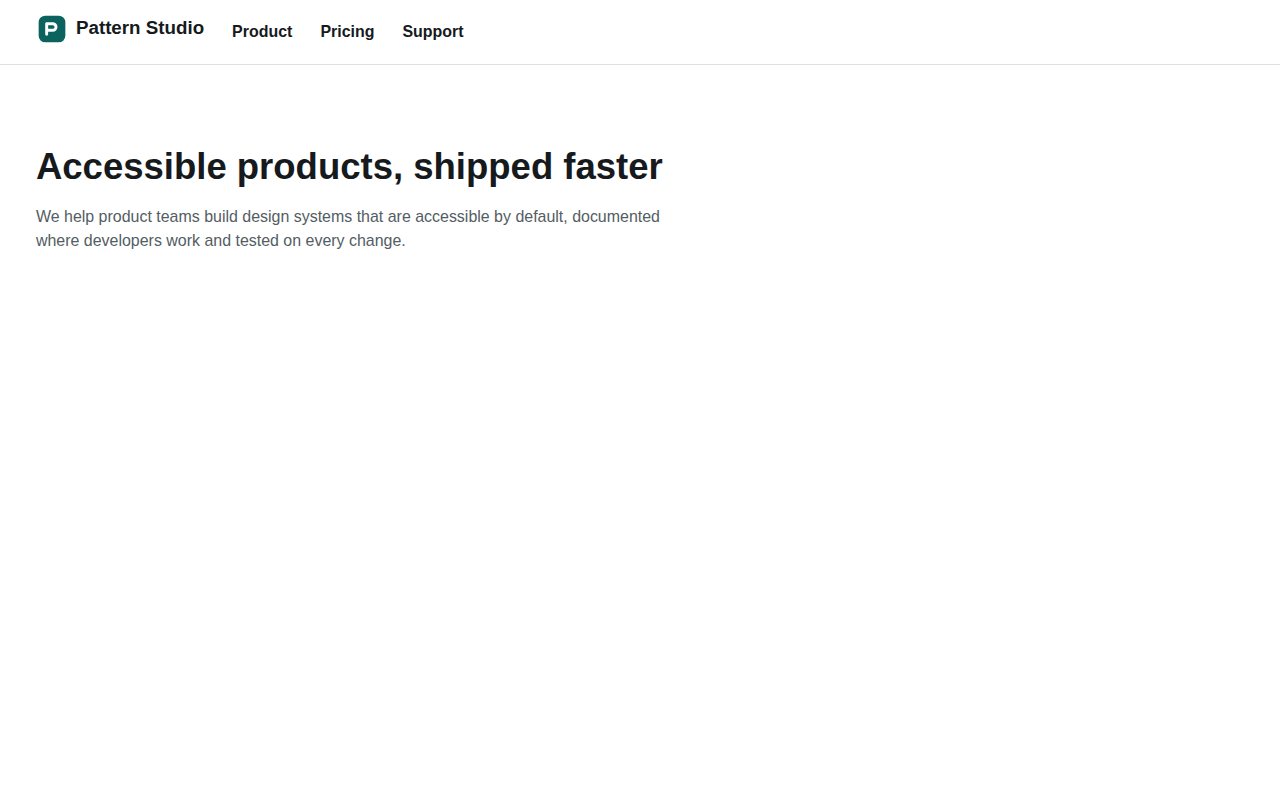 Pattern Studio
Product
Pricing
Support
Accessible products, shipped faster
We help product teams build design systems that are accessible by default, documented
where developers work and tested on every change.